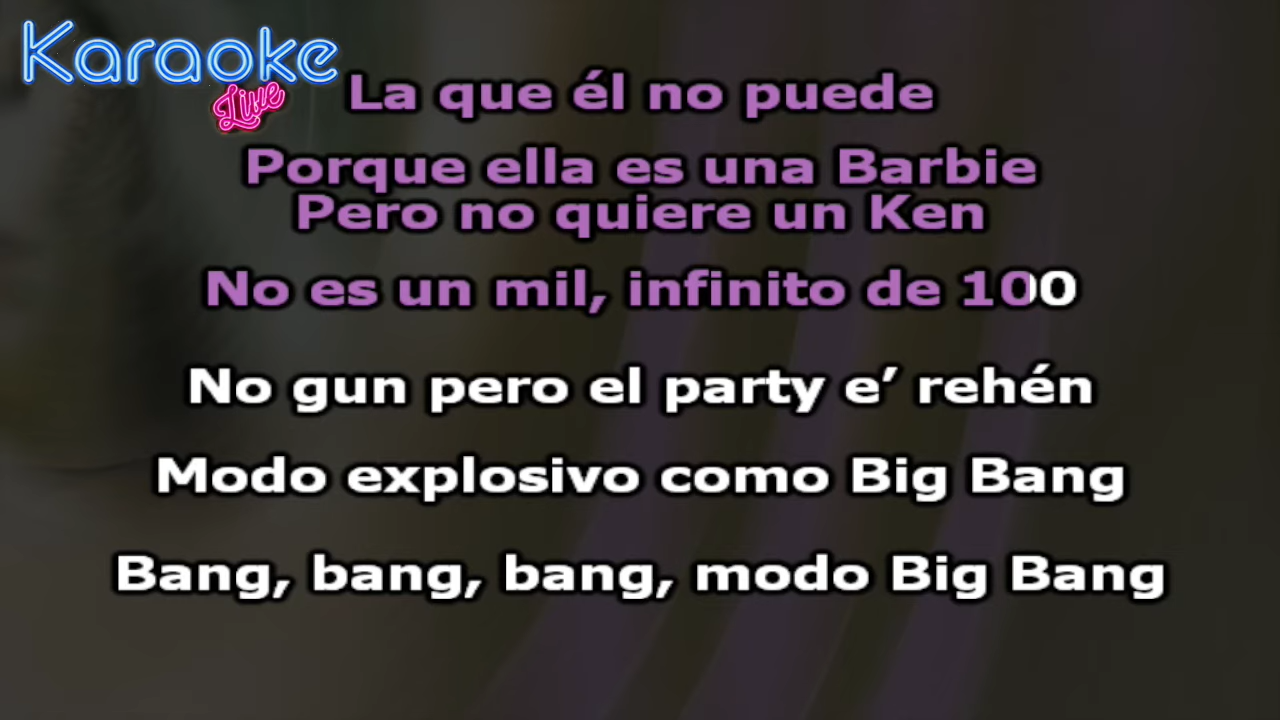 Karaoke
Live
La que él no puede
Porque ella es una Barbie
Pero no quiere un Ken
No es un mil, infinito de 100
No gun pero el party e’ rehén
Modo explosivo como Big Bang
Bang, bang, bang, modo Big Bang